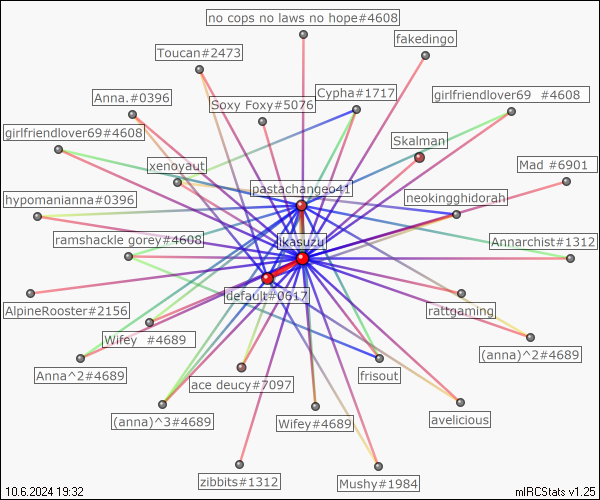 no cops no laws no hope#4608
fakedingo
Toucan#2473
Cypha#1717
girlfriendlover69 #4608
Anna.#0396
Soxy Foxy#5076
girlfriendlover69#4608
Skalman
xenoyaut
Mad #6901
pastachangeo41
hypomanianna#0396
neokingghidorah
ramshackle gorey#4608
Ikasuzu
Annarchist#1312
default#0617
AlpineRooster#2156
rattgaming
Wifey #4689
(anna)^2#4689
Anna^2#4689
ace deucy#7097
frisout
(anna)^3#4689
Wifey#4689
avelicious
zibbits#1312
Mushy#1984
10.6.2024 19:32
mIRCStats v1.25